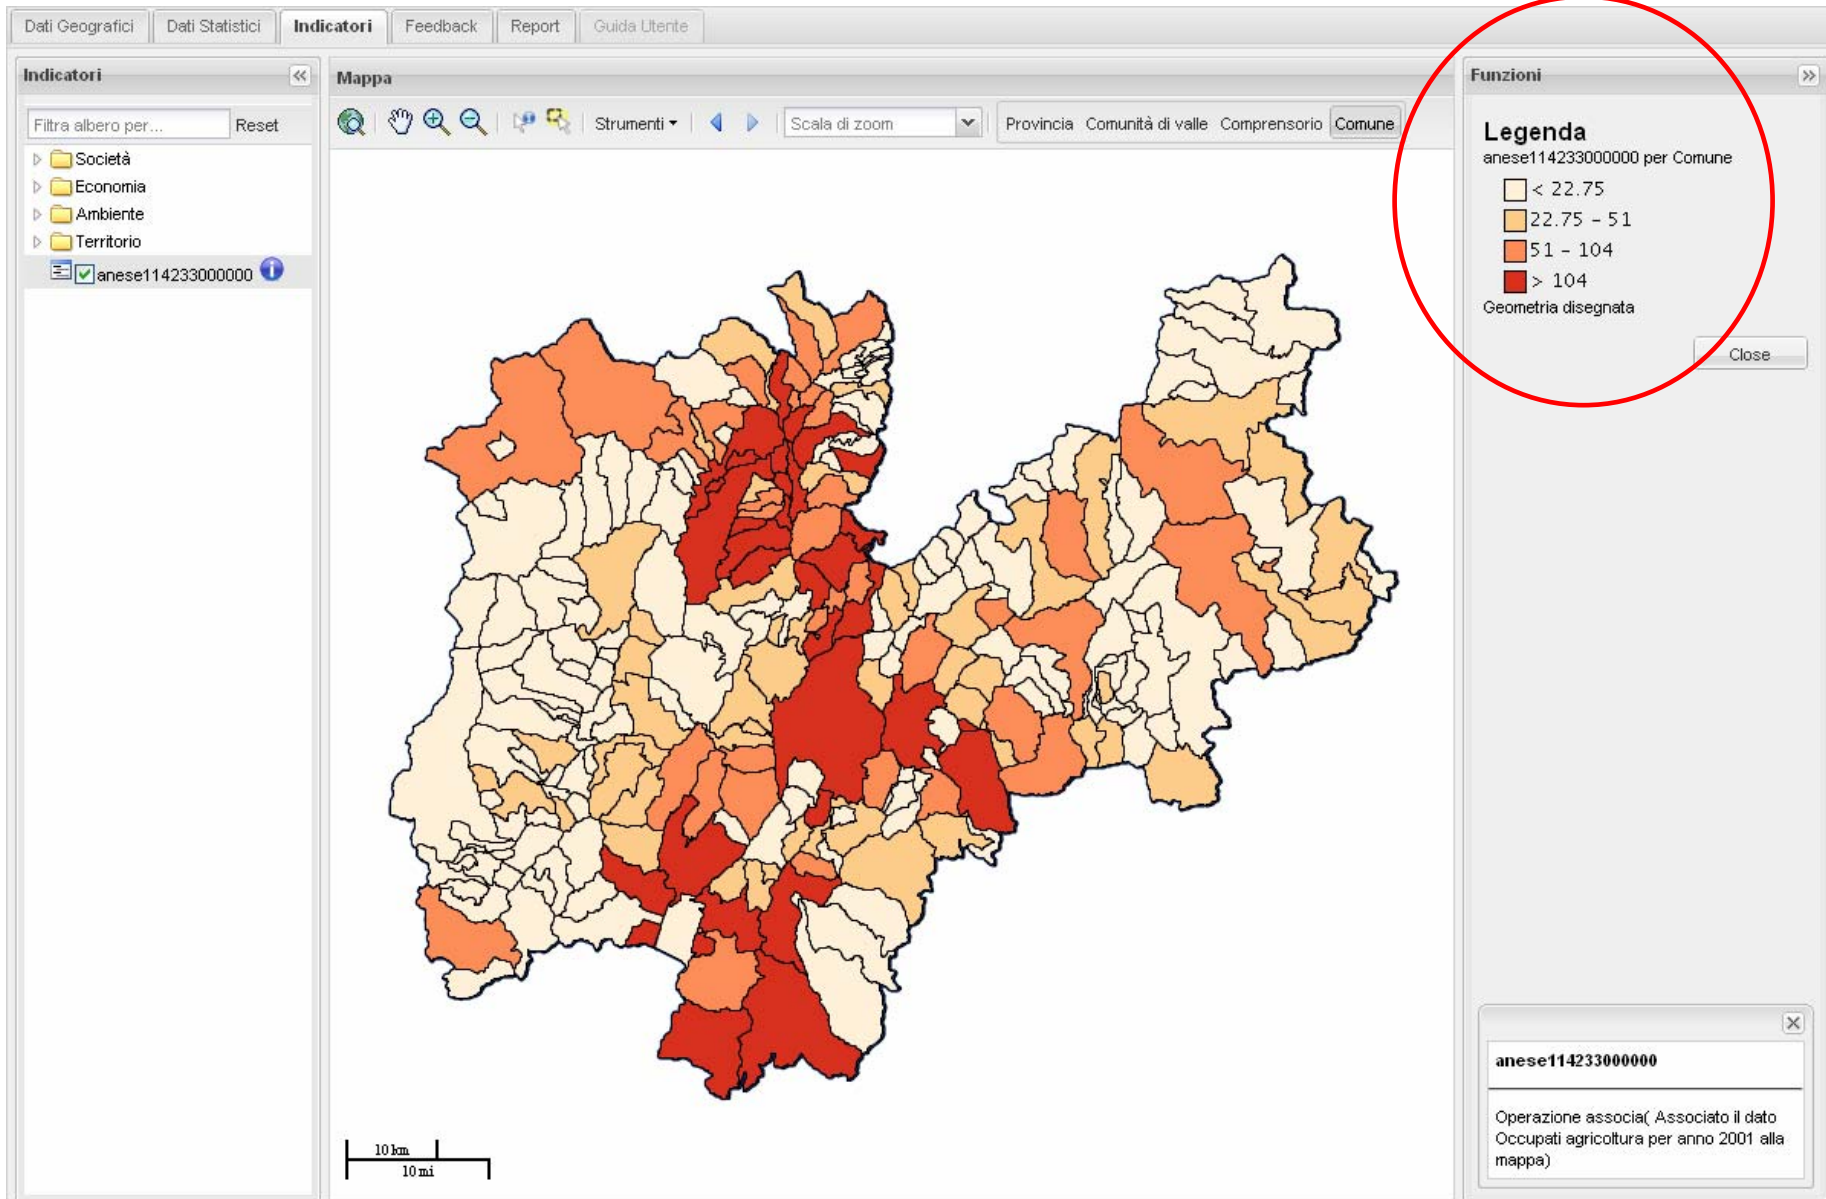 Dati Geografici Dati Statistici Indicatori Feedback Report Guida Utente
Indicatori
Filtra albero per... Reset
Società
Economia
Ambiente
Territorio
anese114233000000
Mappa
Strumenti Scala di zoom Provincia Comunità di valle Comprensorio Comune
10 km
10 mi
Funzioni
Legenda
anese114233000000 per Comune
< 22.75
22.75 - 51
51 - 104
> 104
Geometria disegnata
Close
anese114233000000
Operazione associa( Associato il dato
Occupati agricoltura per anno 2001 alla
mappa)